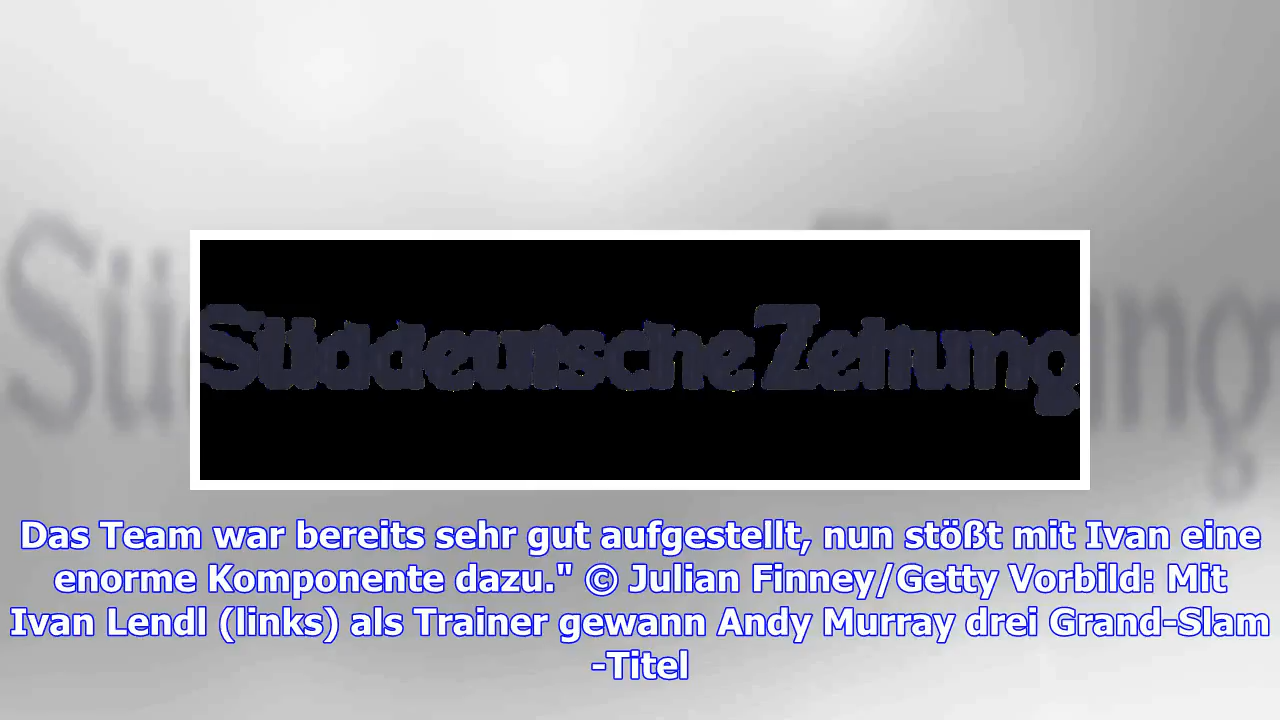 Süddeutsche Zeitung
Das Team war bereits sehr gut aufgestellt, nun stößt mit Ivan eine
enorme Komponente dazu." © Julian Finney/Getty Vorbild: Mit
Ivan Lendl (links) als Trainer gewann Andy Murray drei Grand-Slam
-Titel